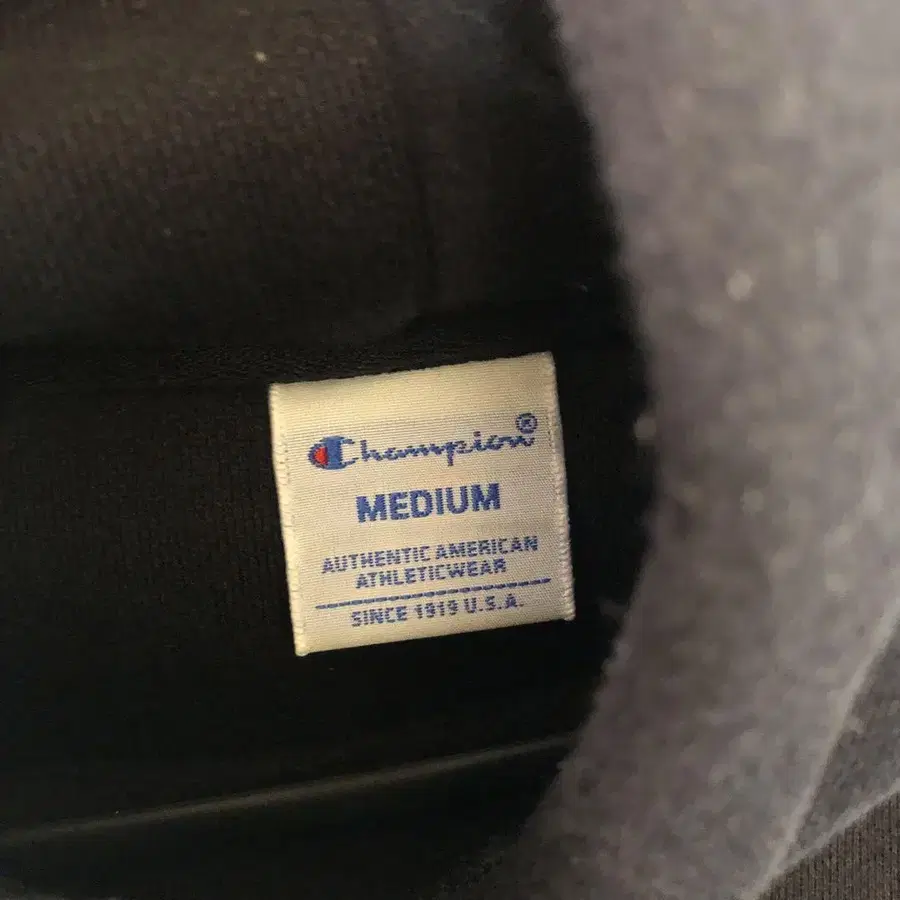 Champion®
MEDIUM
AUTHENTIC AMERICAN
ATHLETICWEAR
SINCE 1919 U.S.A.